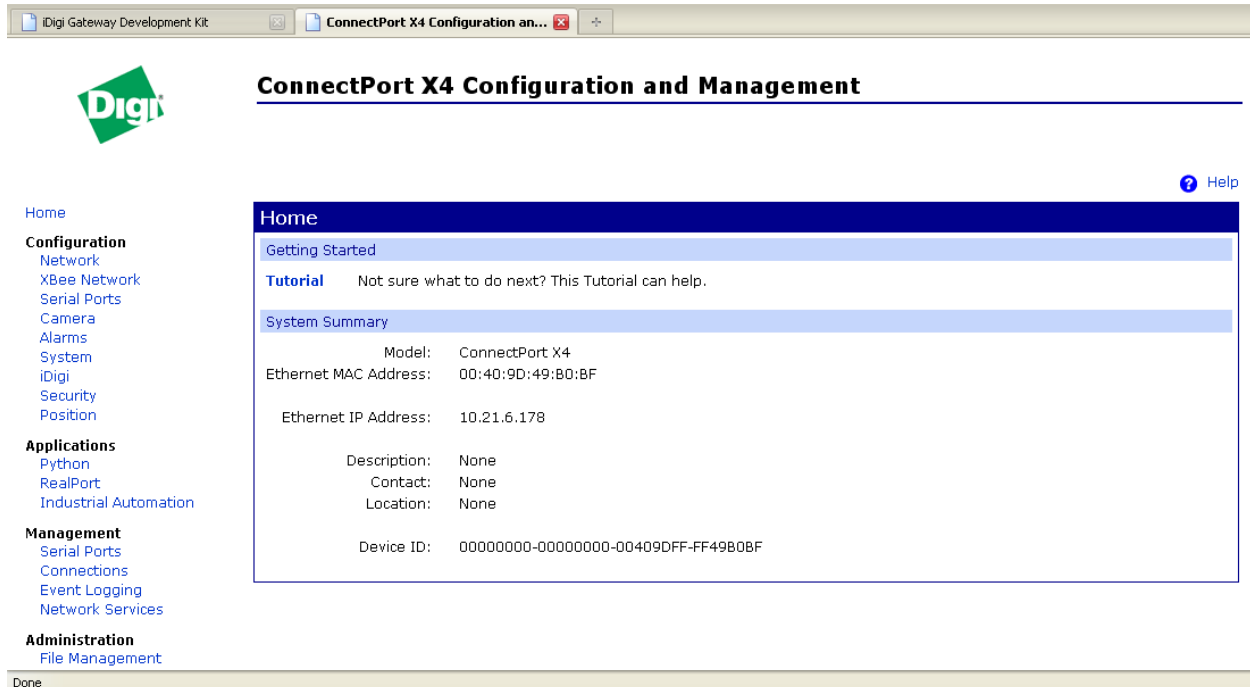 iDigi Gateway Development Kit
ConnectPort X4 Configuration an...
Digi
ConnectPort X4 Configuration and Management
Help
Home
Configuration
Network
XBee Network
Serial Ports
Camera
Alarms
System
iDigi
Security
Position
Applications
Python
RealPort
Industrial Automation
Management
Serial Ports
Connections
Event Logging
Network Services
Administration
File Management
Home
Getting Started
Tutorial Not sure what to do next? This Tutorial can help.
System Summary
Model: ConnectPort X4
Ethernet MAC Address: 00:40:9D:49:B0:BF
Ethernet IP Address: 10.21.6.178
Description: None
Contact: None
Location: None
Device ID: 00000000-00000000-00409DFF-FF49B0BF
Done